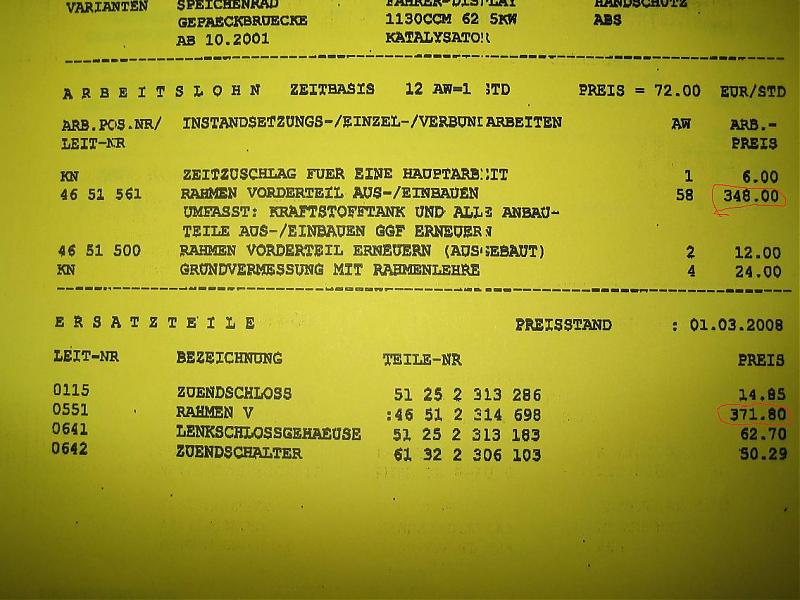 VARIANTEN SPEICHENRAD FAHRER-DISPLAY HANDSCHUTZ
GEPAECKBRUECKE 1130CCM 62 5KW ABS
AB 10.2001 KATALYSATOR
ARBEITSLOHN ZEITBASIS 12 AW=1 STD PREIS = 72.00 EUR/STD
ARB.POS.NR/ INSTANDSETZUNGS-/EINZEL-/VERBUNDARBEITEN AW ARB.-
LEIT-NR PREIS
KN ZEITZUSCHLAG FUER EINE HAUPTARBEIT 1 6.00
46 51 561 RAHMEN VORDERTEIL AUS-/EINBAUEN 58 348.00
UMFASST: KRAFTSTOFFTANK UND ALLE ANBAU-
TEILE AUS-/EINBAUEN GGF ERNEUERN
46 51 500 RAHMEN VORDERTEIL ERNEUERN (AUSGEBAUT) 2 12.00
KN GRUNDVERMESSUNG MIT RAHMENLEHRE 4 24.00
ERSATZTEILE PREISSTAND : 01.03.2008
LEIT-NR BEZEICHNUNG TEILE-NR PREIS
0115 ZUENDSCHLOSS 51 25 2 313 286 14.85
0551 RAHMEN V :46 51 2 314 698 371.80
0641 LENKSCHLOSSGEHAEUSE 51 25 2 313 183 62.70
0642 ZUENDSCHALTER 61 32 2 306 103 50.29